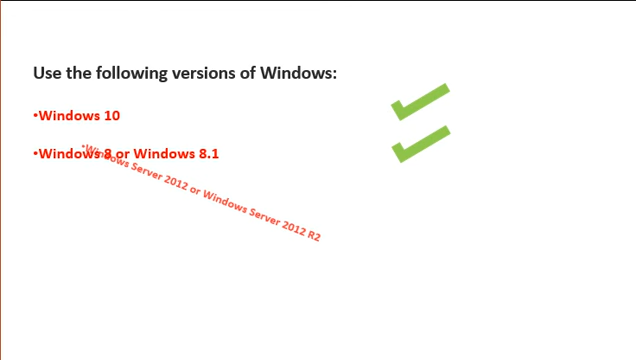 Use the following versions of Windows:
•Windows 10
•Windows 8 or Windows 8.1
•Windows Server 2012 or Windows Server 2012 R2